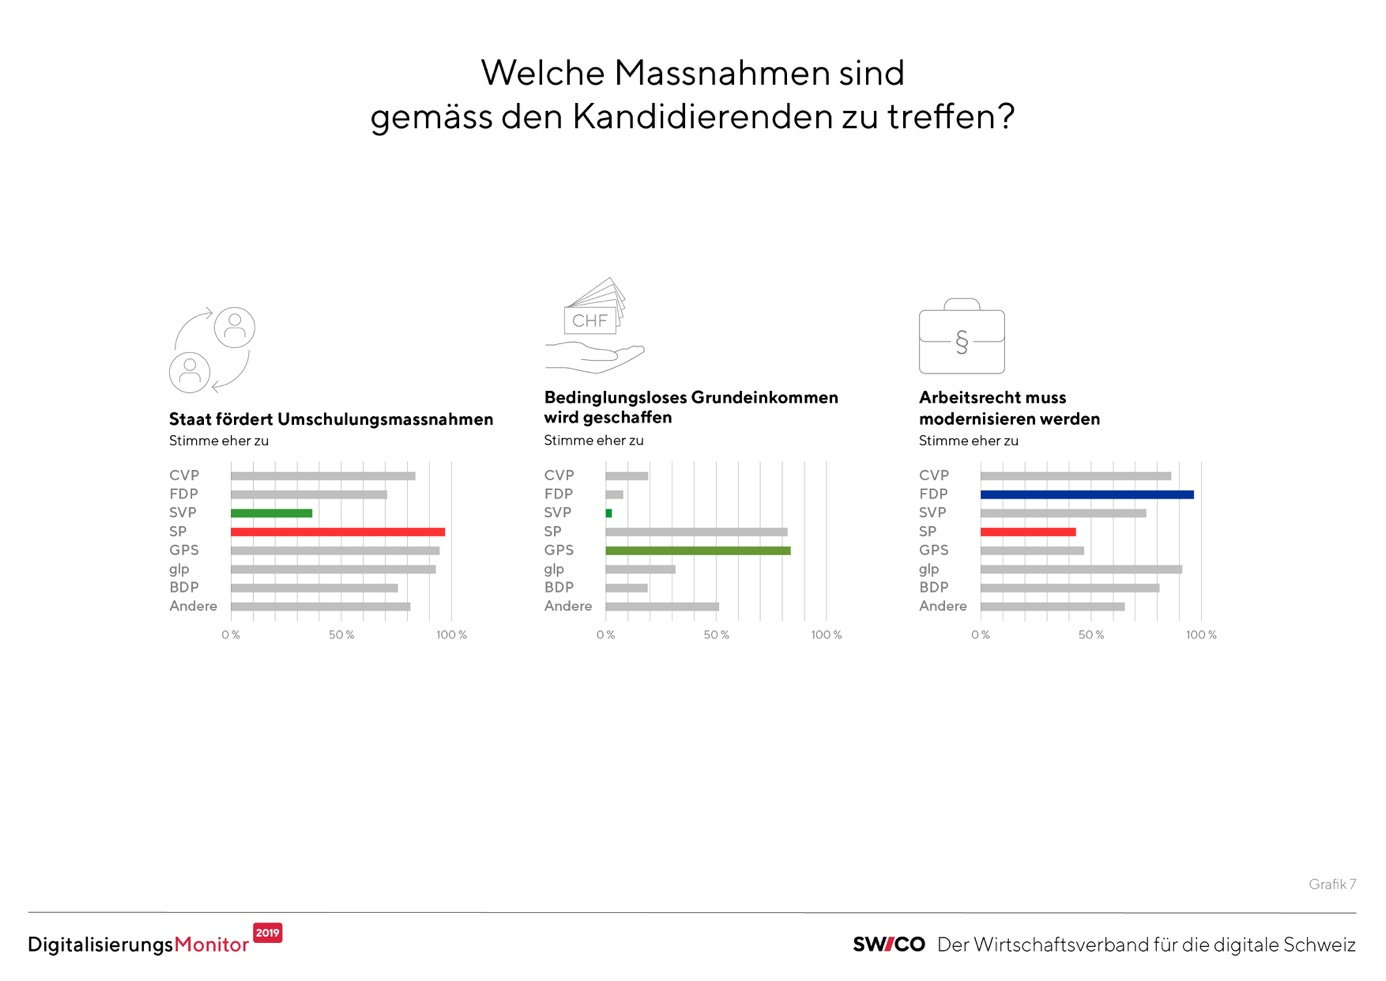 Welche Massnahmen sind
gemäss den Kandidierenden zu treffen?
Staat fördert Umschulungsmassnahmen
Stimme eher zu
CVP
FDP
SVP
SP
GPS
glp
BDP
Andere
0 %
50 %
100 %
CHF
Bedinglungsloses Grundeinkommen
wird geschaffen
Stimme eher zu
CVP
FDP
SVP
SP
GPS
glp
BDP
Andere
0 %
50 %
100 %
§
Arbeitsrecht muss
modernisieren werden
Stimme eher zu
CVP
FDP
SVP
SP
GPS
glp
BDP
Andere
0 %
50 %
100 %
Grafik 7
DigitalisierungsMonitor 2019
SWICO Der Wirtschaftsverband für die digitale Schweiz